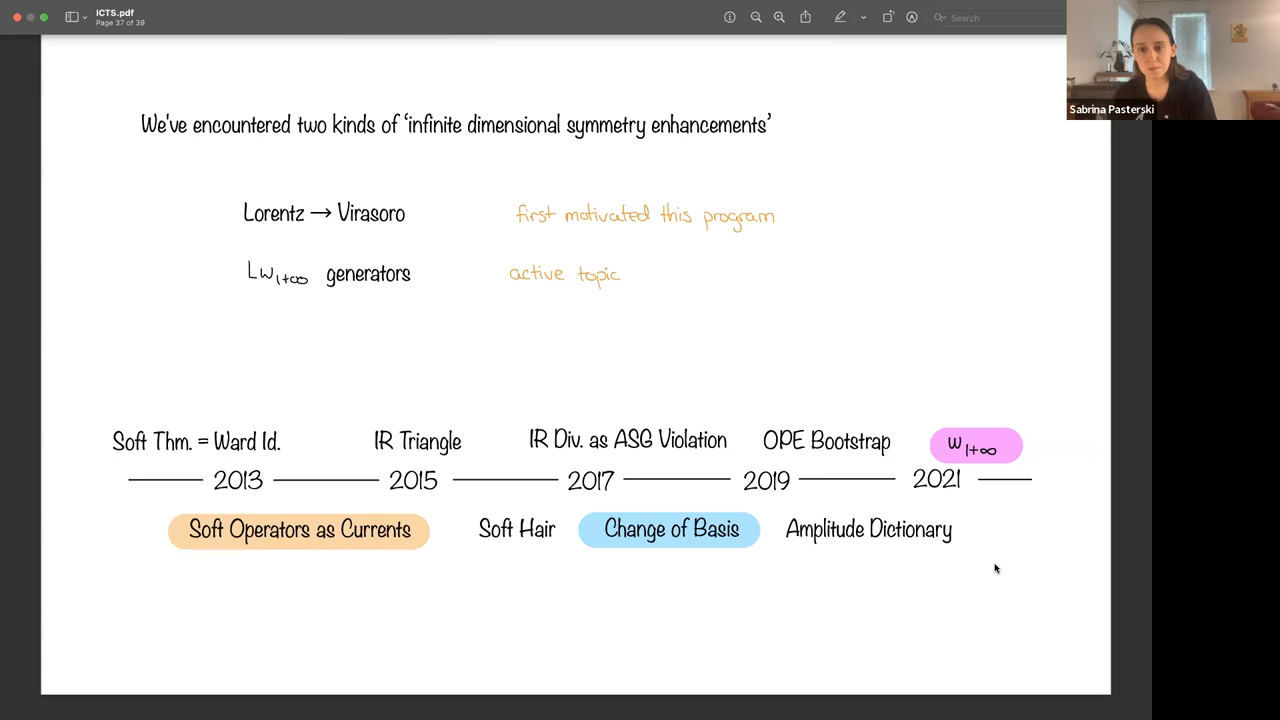 ICTS.pdf
Page 37 of 39
Search
Sabrina Pasterski
We've encountered two kinds of 'infinite dimensional symmetry enhancements'
Lorentz → Virasoro first motivated this program
Lw1+∞ generators active topic
Soft Thm. = Ward Id. IR Triangle IR Div. as ASG Violation OPE Bootstrap w1+∞
2013 2015 2017 2019 2021
Soft Operators as Currents Soft Hair Change of Basis Amplitude Dictionary